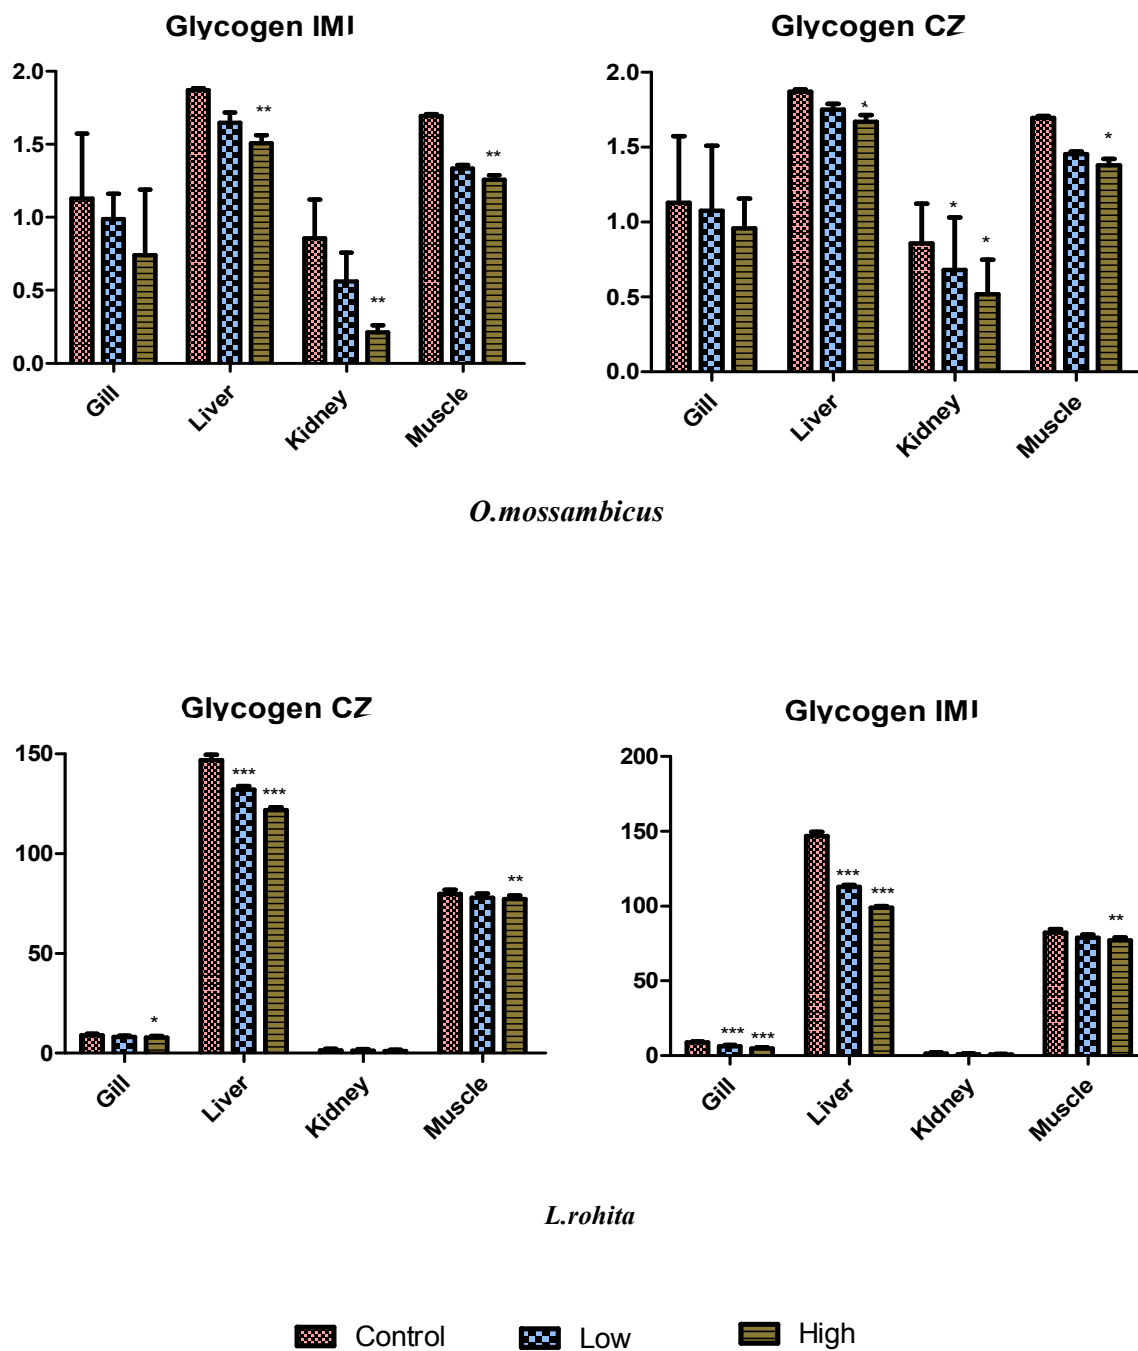 Glycogen IMI
Glycogen CZ
2.0
1.5
1.0
0.5
0.0
**
**
**
Gill
Liver
Kidney
Muscle
2.0
1.5
1.0
0.5
0.0
*
*
*
*
Gill
Liver
Kidney
Muscle
O.mossambicus
Glycogen CZ
Glycogen IMI
150
100
50
0
*
***
***
**
Gill
Liver
Kidney
Muscle
200
150
100
50
0
***
***
***
***
**
Gill
Liver
KIdney
Muscle
L.rohita
Control
Low
High